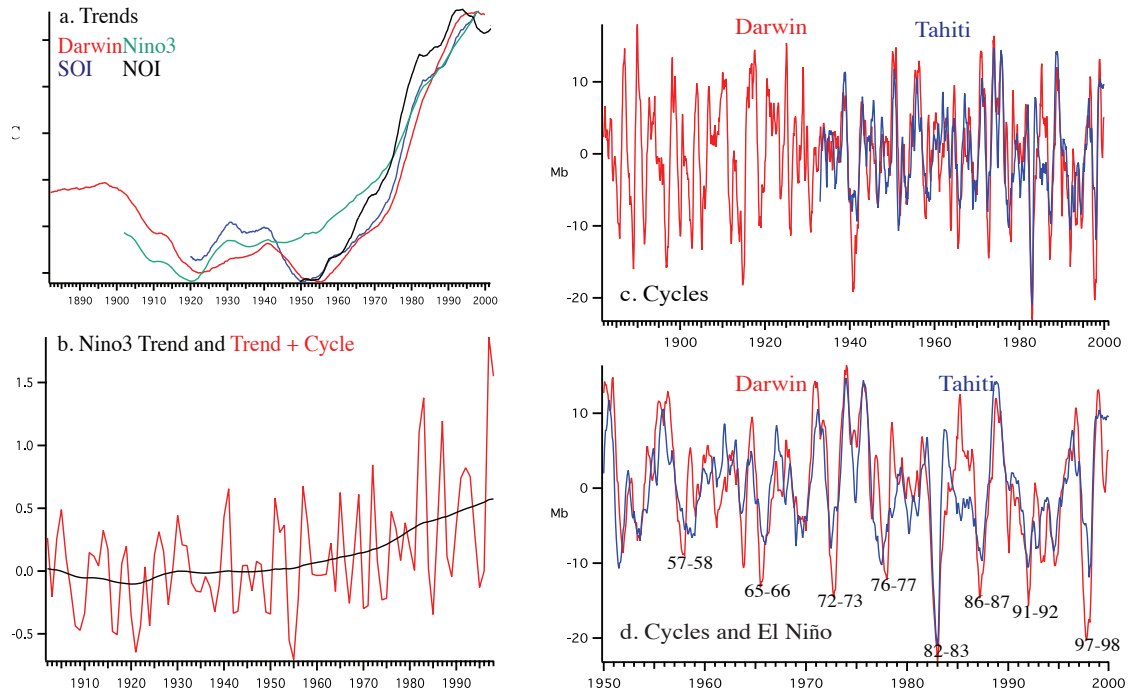 a. Trends
DarwinNino3
SOI NOI
1890 1900 1910 1920 1930 1940 1950 1960 1970 1980 1990 2000
b. Nino3 Trend and Trend + Cycle
1.5
1.0
0.5
0.0
-0.5
1910 1920 1930 1940 1950 1960 1970 1980 1990
Darwin Tahiti
10
0
Mb
-10
-20
c. Cycles
1900 1920 1940 1960 1980 2000
Darwin Tahiti
10
0
Mb
-10
-20
57-58
65-66
72-73
76-77
82-83
86-87
91-92
97-98
d. Cycles and El Niño
1950 1960 1970 1980 1990 2000